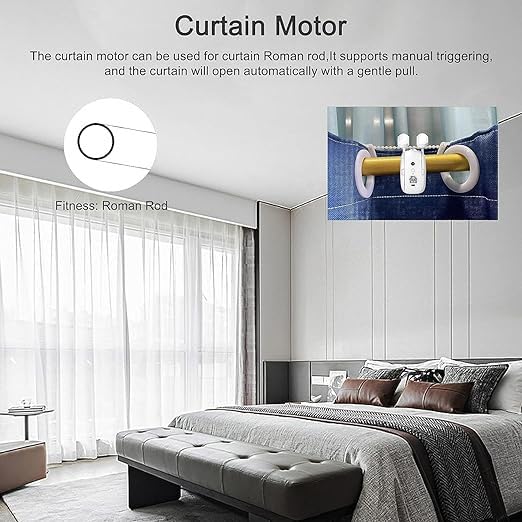 Curtain Motor
The curtain motor can be used for curtain Roman rod,It supports manual triggering,
and the curtain will open automatically with a gentle pull.
Fitness: Roman Rod